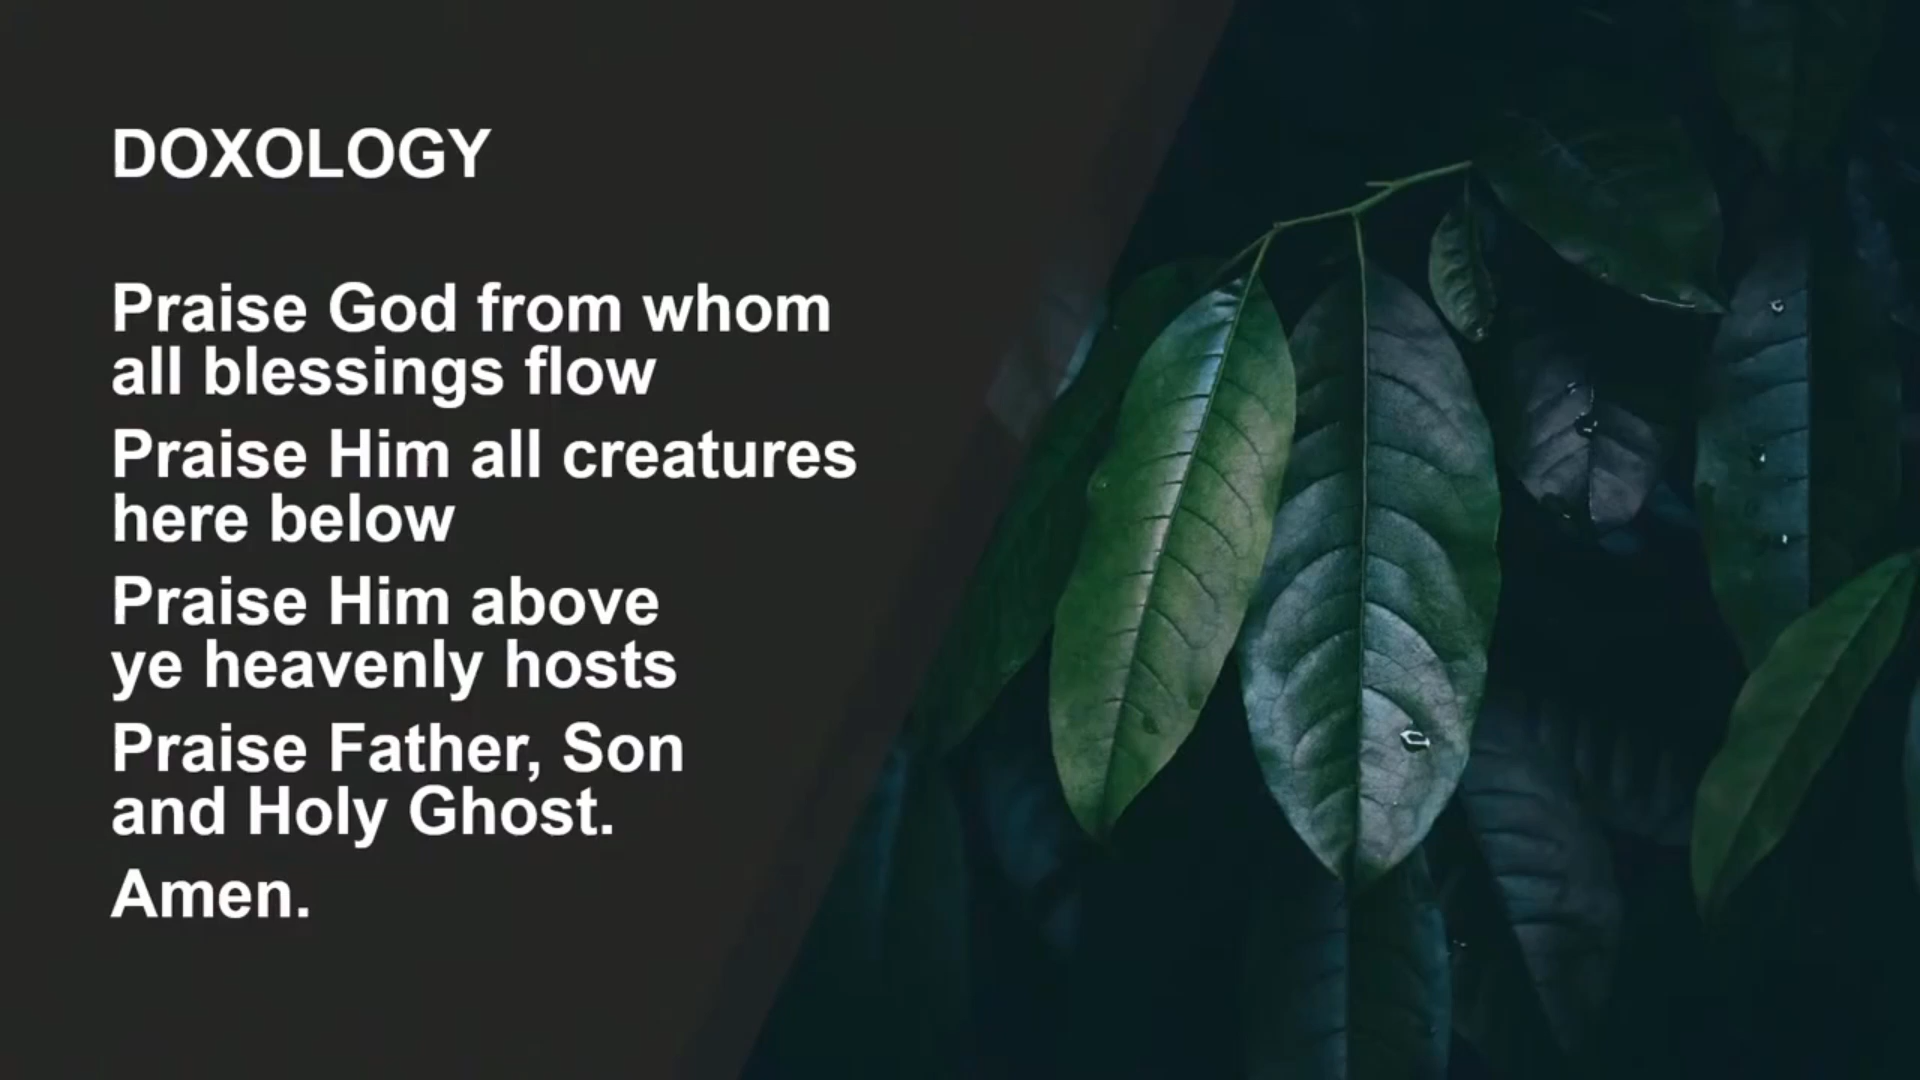 DOXOLOGY
Praise God from whom
all blessings flow
Praise Him all creatures
here below
Praise Him above
ye heavenly hosts
Praise Father, Son
and Holy Ghost.
Amen.